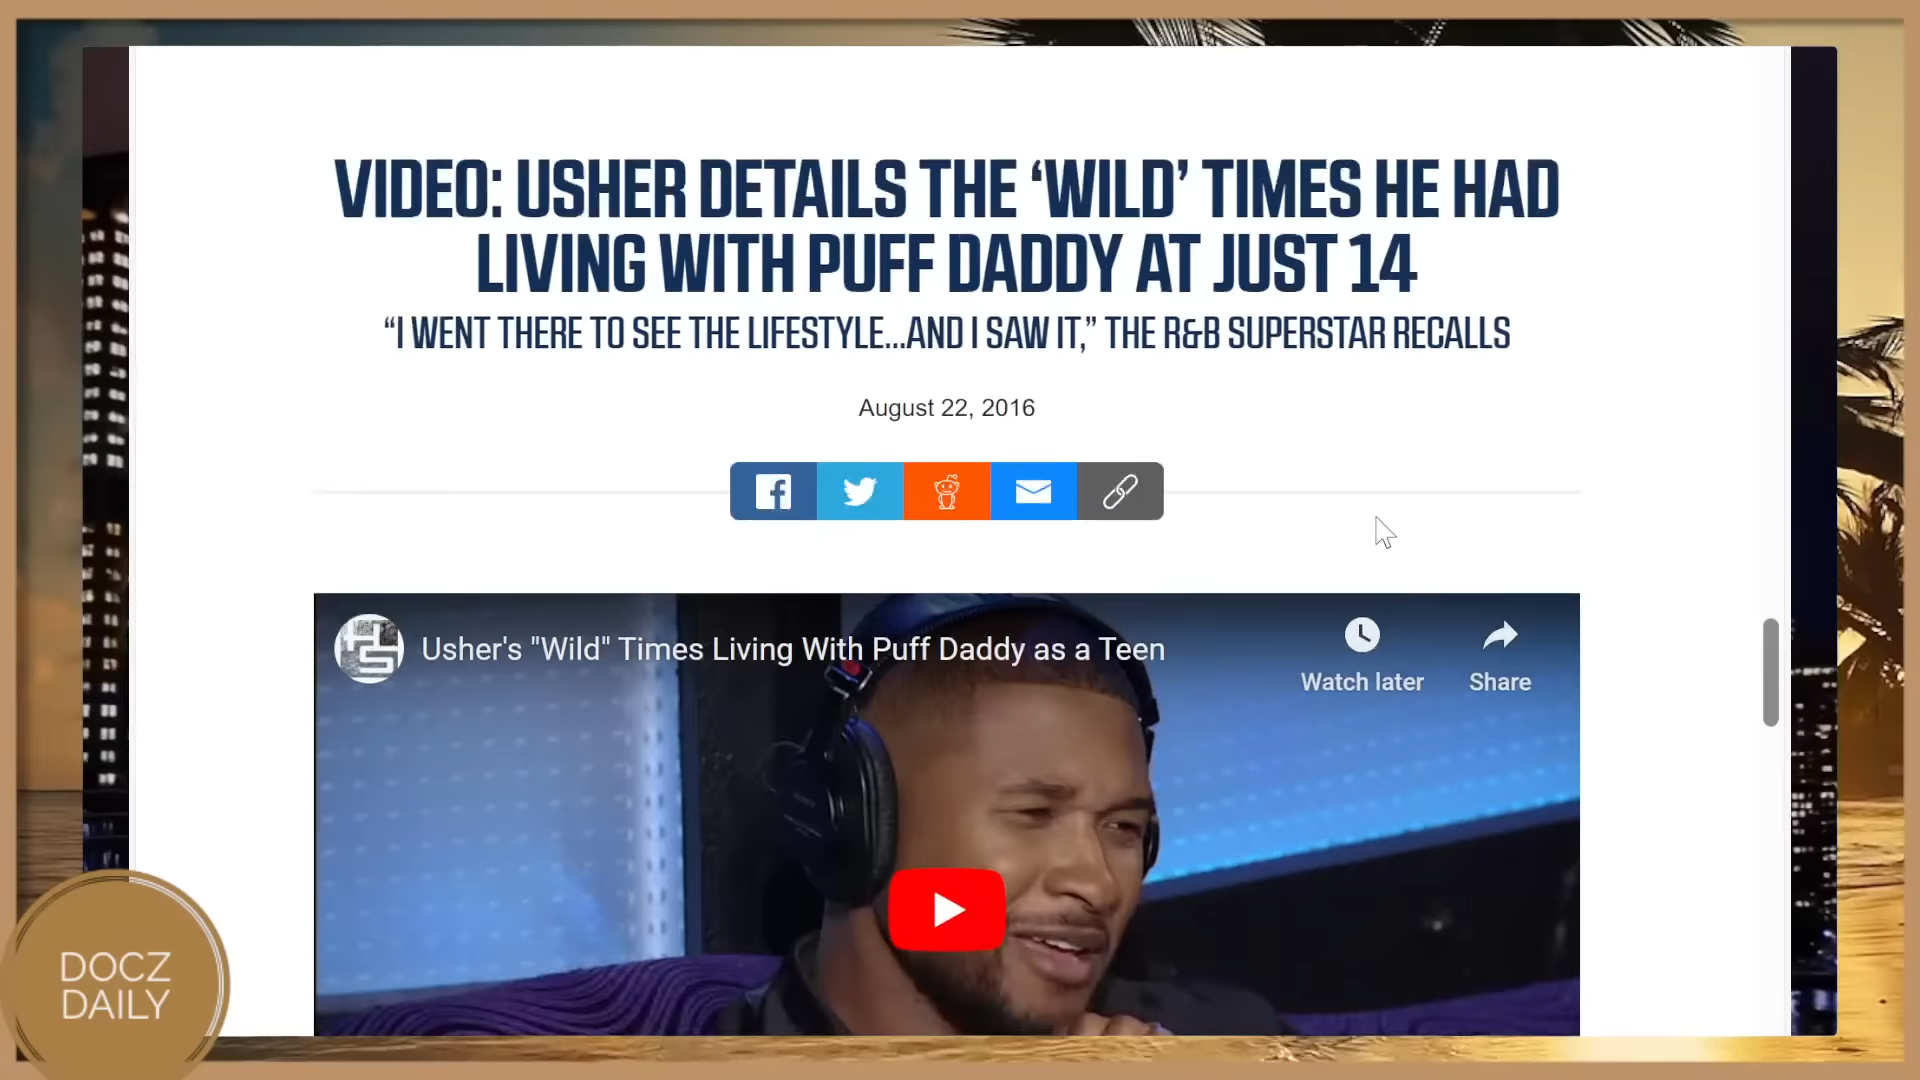 VIDEO: USHER DETAILS THE ‘WILD’ TIMES HE HAD
LIVING WITH PUFF DADDY AT JUST 14
“I WENT THERE TO SEE THE LIFESTYLE...AND I SAW IT,” THE R&B SUPERSTAR RECALLS
August 22, 2016
HS
Usher's "Wild" Times Living With Puff Daddy as a Teen
Watch later
Share
DOCZ
DAILY